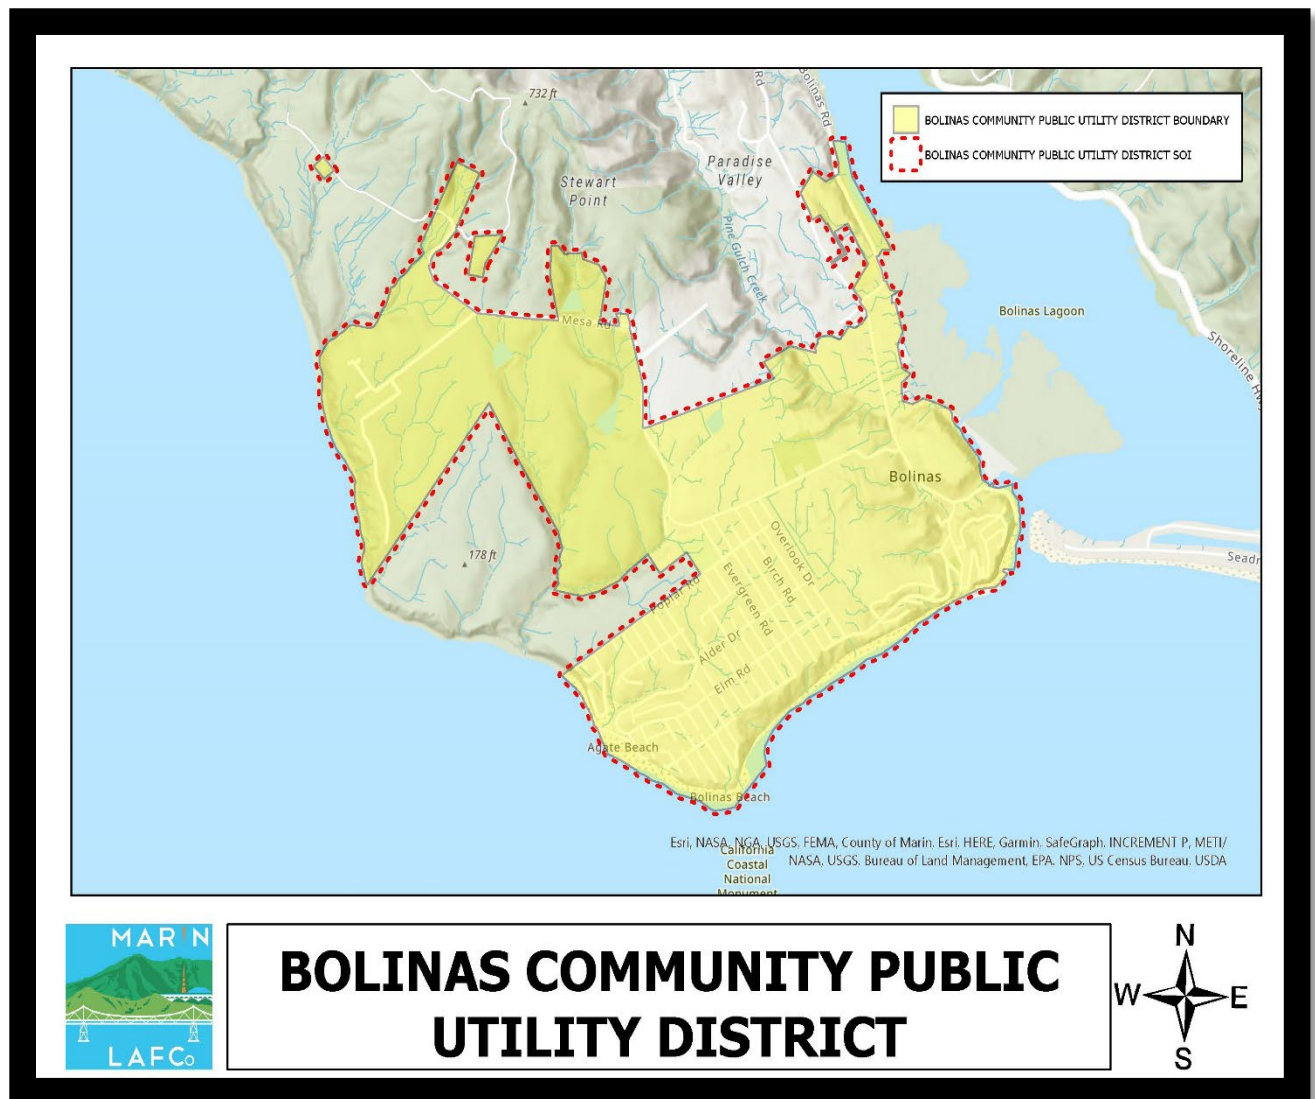 732 ft
Bolinas Rd
Rd
BOLINAS COMMUNITY PUBLIC UTILITY DISTRICT BOUNDARY
BOLINAS COMMUNITY PUBLIC UTILITY DISTRICT SOI
Paradise
Valley
Stewart
Point
Pine Gulch Creek
Bolinas Lagoon
Mesa Rd
Shoreline Hwy
Bolinas
Overlook Dr
178 ft
Birch Rd
Evergreen Rd
Seadr
Poplar Rd
Alder Dr
Elm Rd
Agate Beach
Bolinas Beach
Esri, NASA, NGA, USGS, FEMA, County of Marin, Esri, HERE, Garmin, SafeGraph, INCREMENT P, METI/
NASA, USGS, Bureau of Land Management, EPA, NPS, US Census Bureau, USDA
California
Coastal
National
Monument
MARIN
LAFCo
BOLINAS COMMUNITY PUBLIC
UTILITY DISTRICT
N
W
E
S